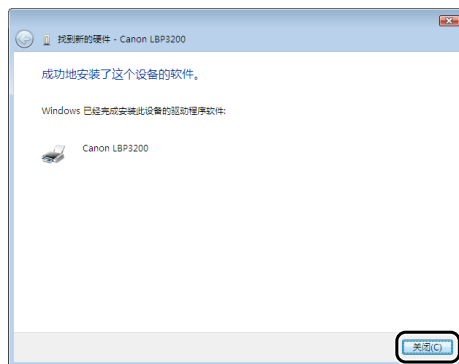 找到新的硬件 - Canon LBP3200
成功地安装了这个设备的软件。
Windows 已经完成安装此设备的驱动程序软件:
Canon LBP3200
关闭(C)